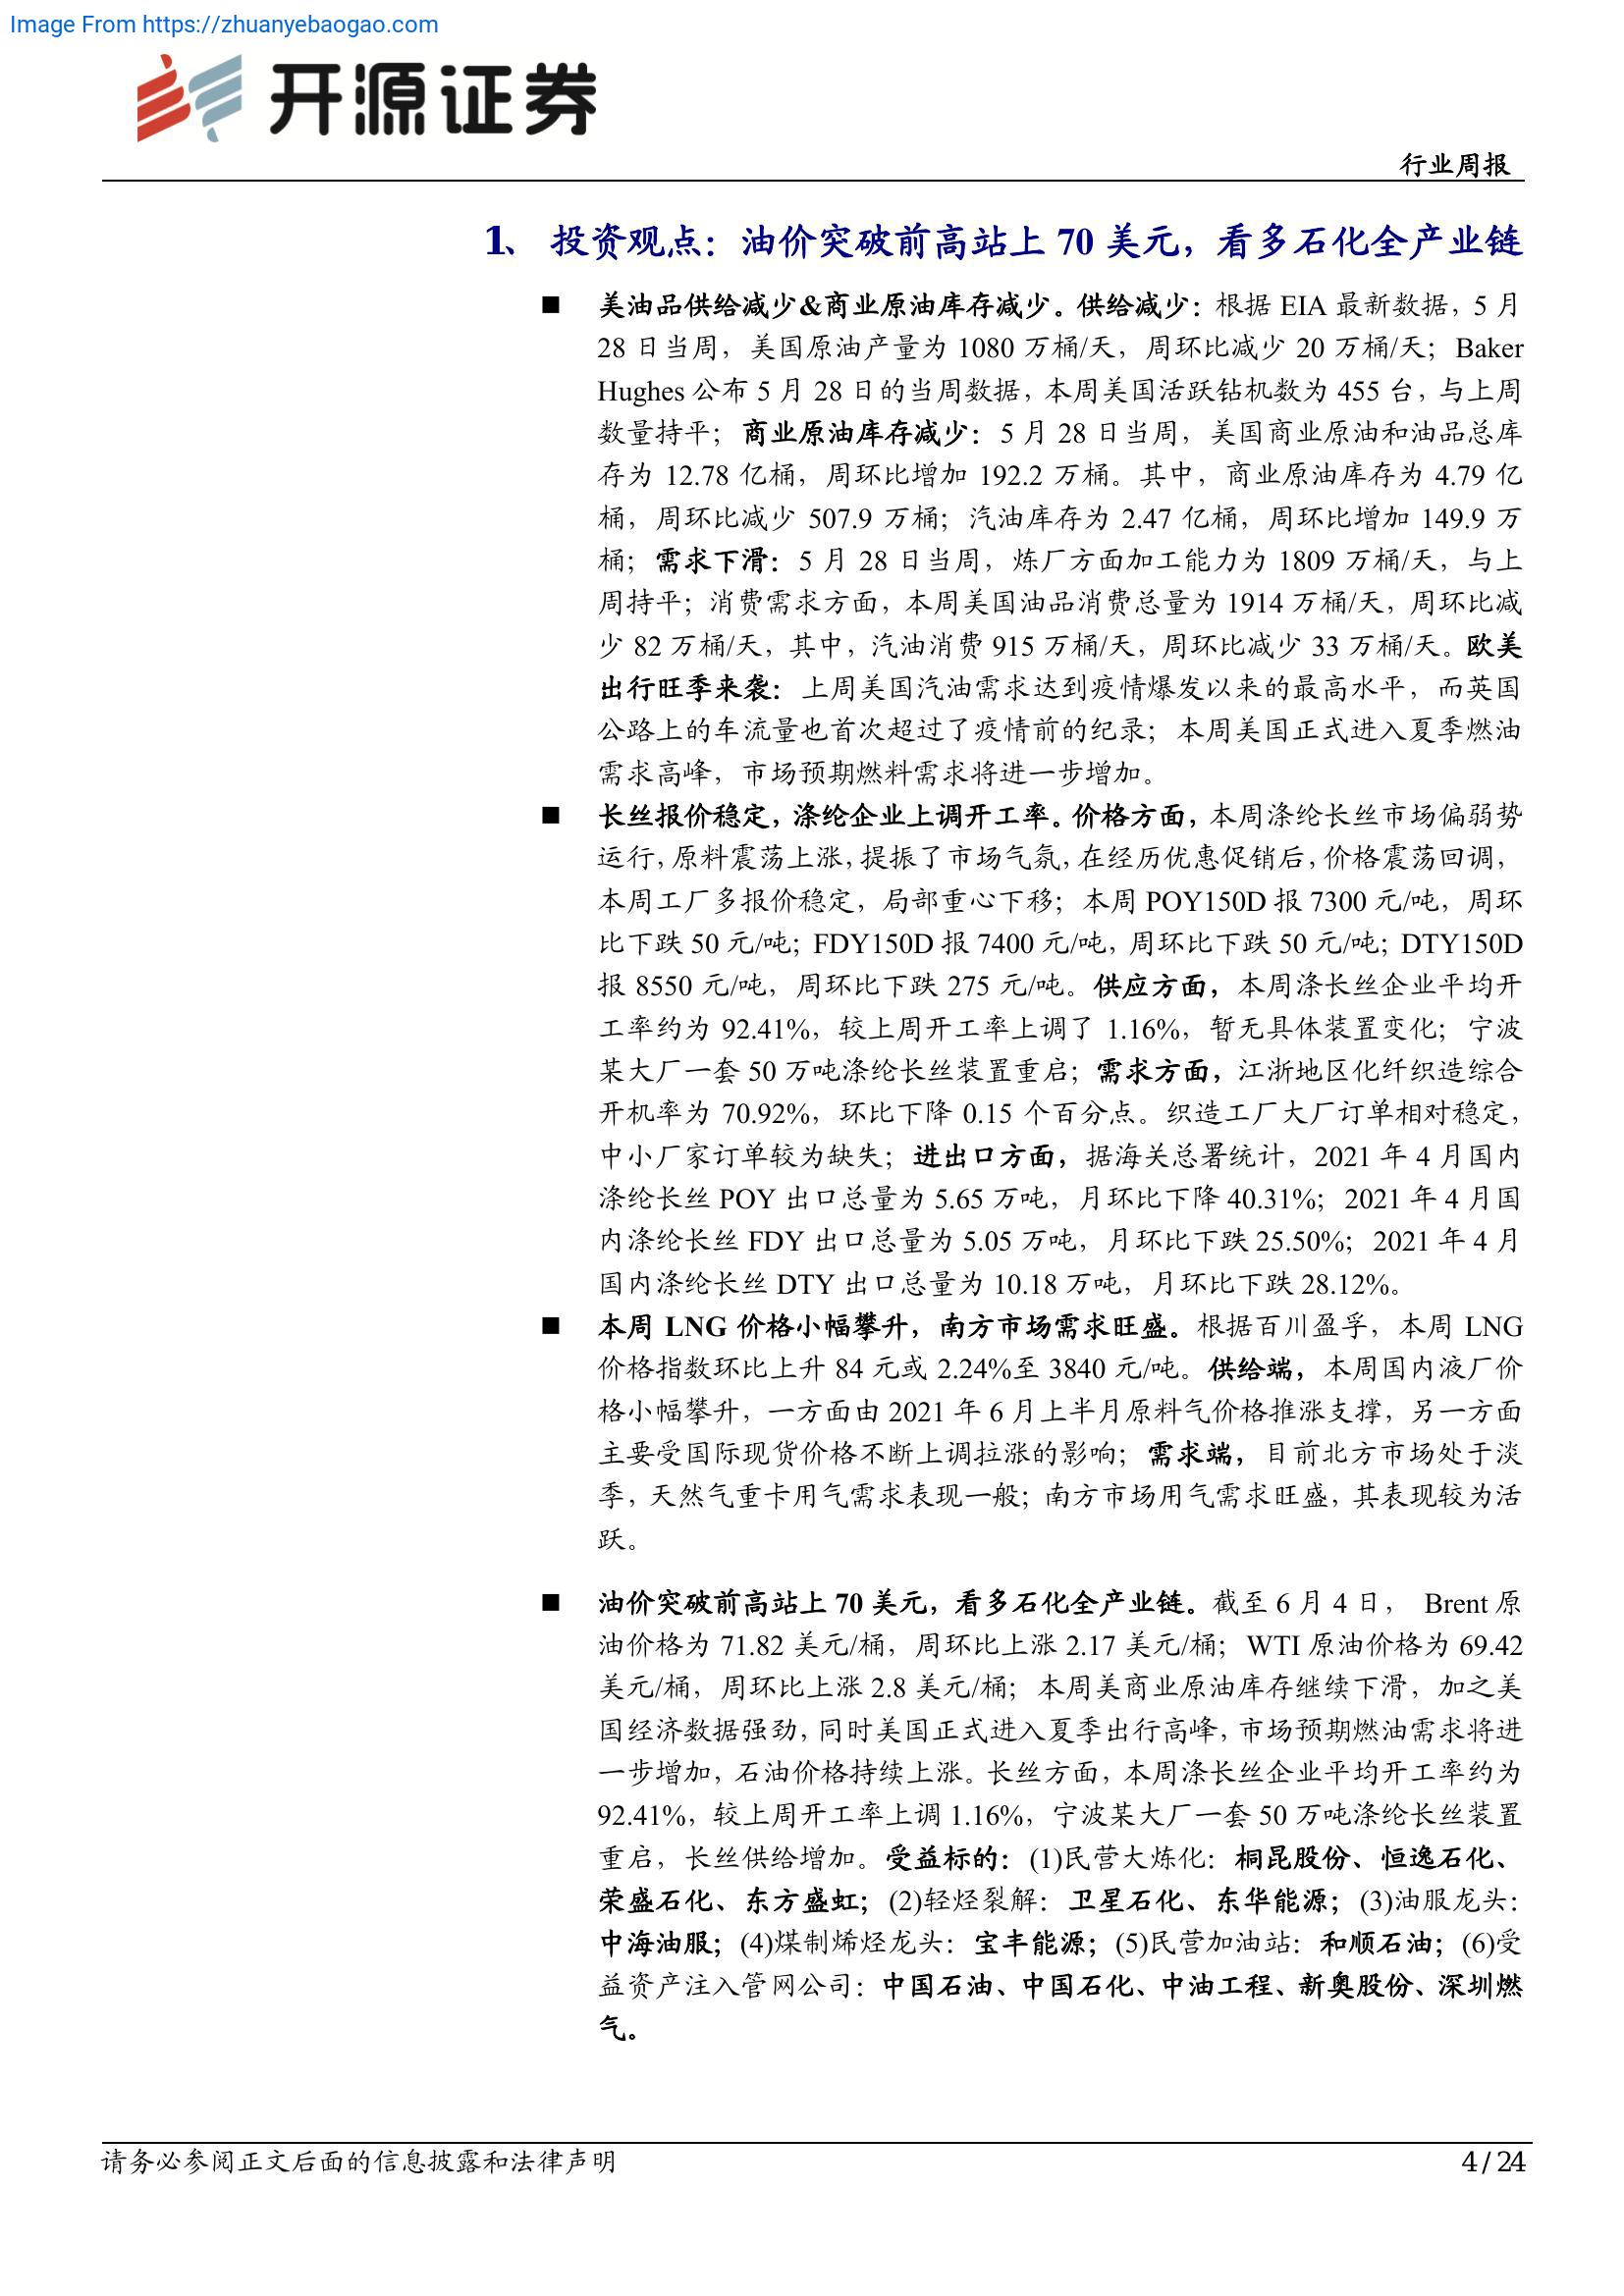 Image From https://zhuanyebaogao.com
开源证券
行业周报
1、 投资观点：油价突破前高站上 70 美元，看多石化全产业链
■ 美油品供给减少&商业原油库存减少。供给减少：根据 EIA 最新数据，5 月
28 日当周，美国原油产量为 1080 万桶/天，周环比减少 20 万桶/天；Baker
Hughes 公布 5 月 28 日的当周数据，本周美国活跃钻机数为 455 台，与上周
数量持平；商业原油库存减少：5 月 28 日当周，美国商业原油和油品总库
存为 12.78 亿桶，周环比增加 192.2 万桶。其中，商业原油库存为 4.79 亿
桶，周环比减少 507.9 万桶；汽油库存为 2.47 亿桶，周环比增加 149.9 万
桶；需求下滑：5 月 28 日当周，炼厂方面加工能力为 1809 万桶/天，与上
周持平；消费需求方面，本周美国油品消费总量为 1914 万桶/天，周环比减
少 82 万桶/天，其中，汽油消费 915 万桶/天，周环比减少 33 万桶/天。欧美
出行旺季来袭：上周美国汽油需求达到疫情爆发以来的最高水平，而英国
公路上的车流量也首次超过了疫情前的纪录；本周美国正式进入夏季燃油
需求高峰，市场预期燃料需求将进一步增加。
■ 长丝报价稳定，涤纶企业上调开工率。价格方面，本周涤纶长丝市场偏弱势
运行，原料震荡上涨，提振了市场气氛，在经历优惠促销后，价格震荡回调，
本周工厂多报价稳定，局部重心下移；本周 POY150D 报 7300 元/吨，周环
比下跌 50 元/吨；FDY150D 报 7400 元/吨，周环比下跌 50 元/吨；DTY150D
报 8550 元/吨，周环比下跌 275 元/吨。供应方面，本周涤长丝企业平均开
工率约为 92.41%，较上周开工率上调了 1.16%，暂无具体装置变化；宁波
某大厂一套 50 万吨涤纶长丝装置重启；需求方面，江浙地区化纤织造综合
开机率为 70.92%，环比下降 0.15 个百分点。织造工厂大厂订单相对稳定，
中小厂家订单较为缺失；进出口方面，据海关总署统计，2021 年 4 月国内
涤纶长丝 POY 出口总量为 5.65 万吨，月环比下降 40.31%；2021 年 4 月国
内涤纶长丝 FDY 出口总量为 5.05 万吨，月环比下跌 25.50%；2021 年 4 月
国内涤纶长丝 DTY 出口总量为 10.18 万吨，月环比下跌 28.12%。
■ 本周 LNG 价格小幅攀升，南方市场需求旺盛。根据百川盈孚，本周 LNG
价格指数环比上升 84 元或 2.24%至 3840 元/吨。供给端，本周国内液厂价
格小幅攀升，一方面由 2021 年 6 月上半月原料气价格推涨支撑，另一方面
主要受国际现货价格不断上调拉涨的影响；需求端，目前北方市场处于淡
季，天然气重卡用气需求表现一般；南方市场用气需求旺盛，其表现较为活
跃。
■ 油价突破前高站上 70 美元，看多石化全产业链。截至 6 月 4 日， Brent 原
油价格为 71.82 美元/桶，周环比上涨 2.17 美元/桶；WTI 原油价格为 69.42
美元/桶，周环比上涨 2.8 美元/桶；本周美商业原油库存继续下滑，加之美
国经济数据强劲，同时美国正式进入夏季出行高峰，市场预期燃油需求将进
一步增加，石油价格持续上涨。长丝方面，本周涤长丝企业平均开工率约为
92.41%，较上周开工率上调 1.16%，宁波某大厂一套 50 万吨涤纶长丝装置
重启，长丝供给增加。受益标的：(1)民营大炼化：桐昆股份、恒逸石化、
荣盛石化、东方盛虹；(2)轻烃裂解：卫星石化、东华能源；(3)油服龙头：
中海油服；(4)煤制烯烃龙头：宝丰能源；(5)民营加油站：和顺石油；(6)受
益资产注入管网公司：中国石油、中国石化、中油工程、新奥股份、深圳燃
气。
请务必参阅正文后面的信息披露和法律声明
4 / 24